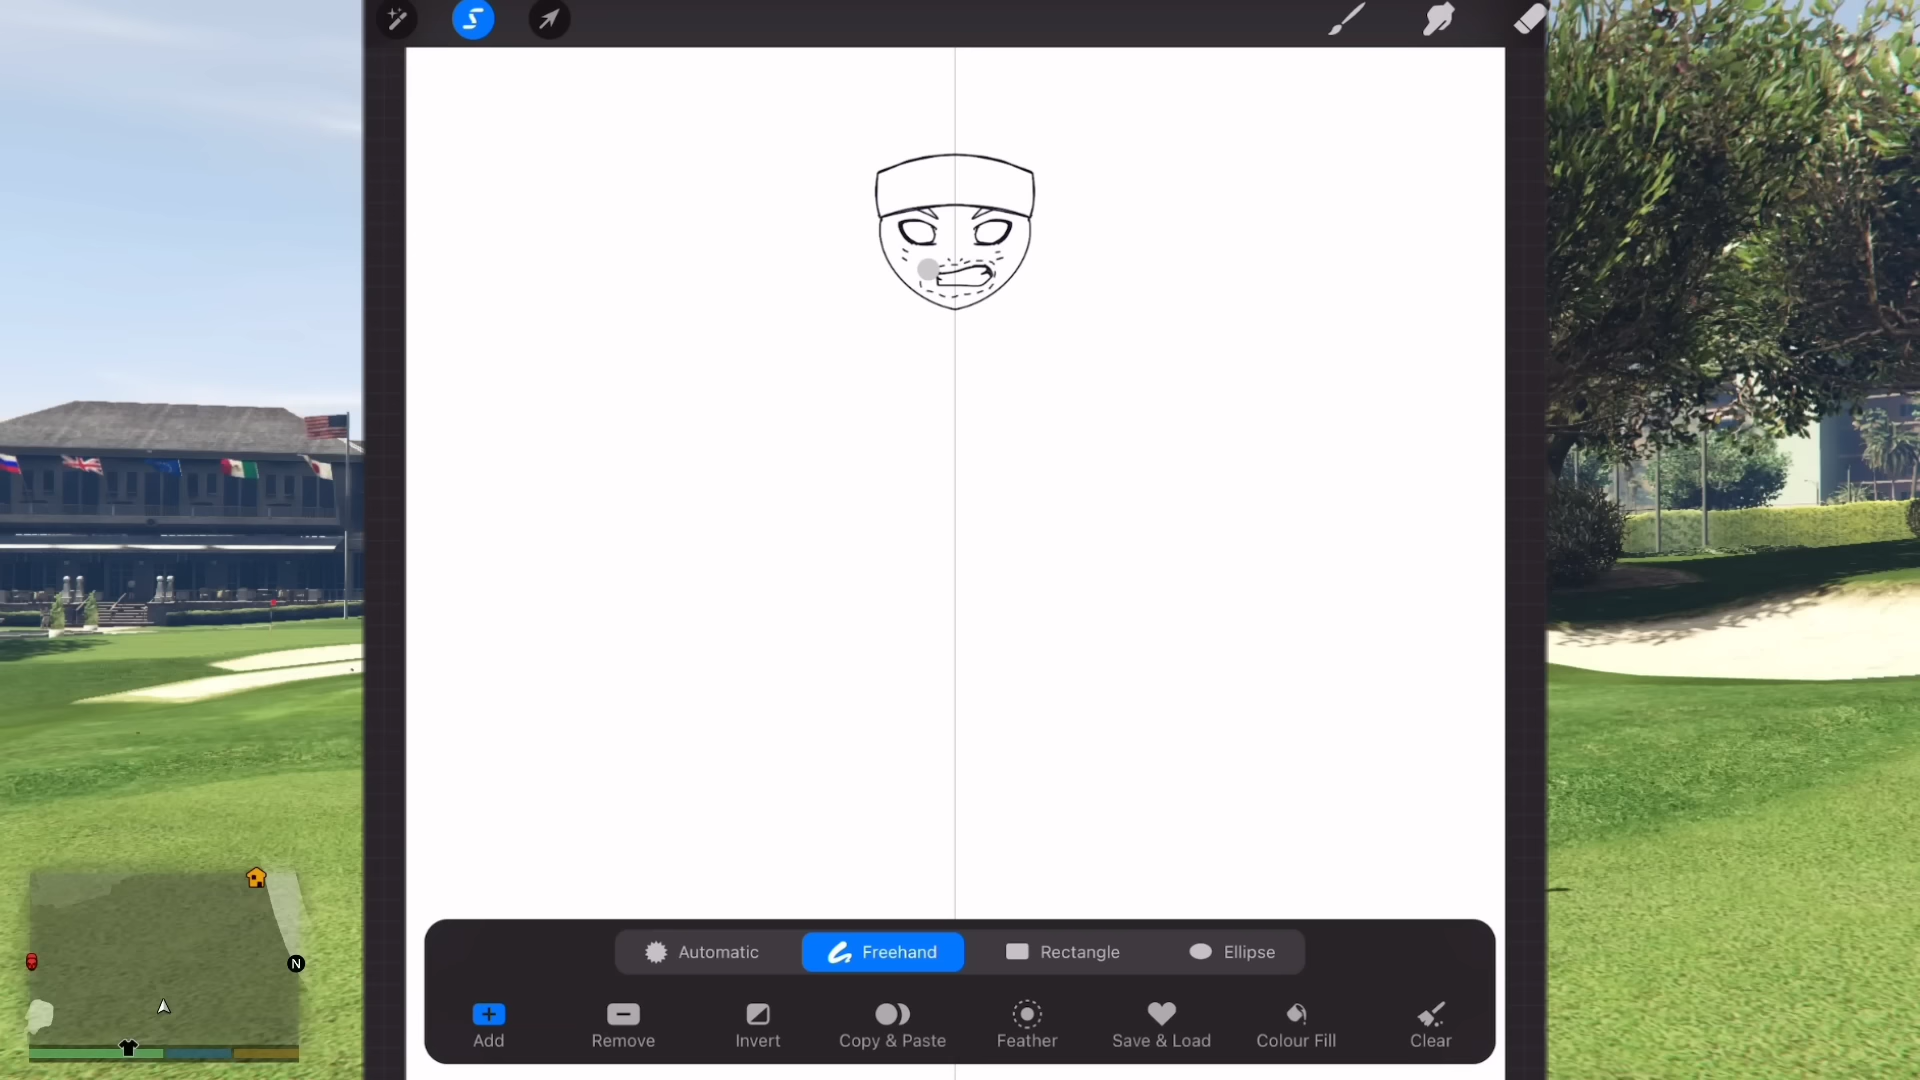 Automatic
Freehand
Rectangle
Ellipse
Add
Remove
Invert
Copy & Paste
Feather
Save & Load
Colour Fill
Clear
N